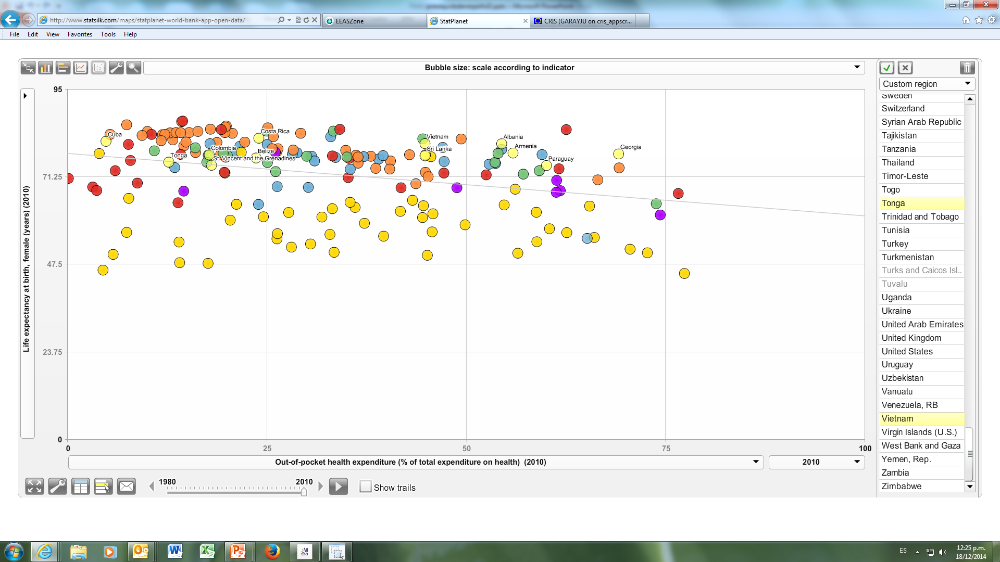 http://www.statsilk.com/maps/statplanet-world-bank-app-open-data/
EEASZone
StatPlanet
CRIS (GARAYJU on cris_appscr...
File Edit View Favorites Tools Help
Bubble size: scale according to indicator
Custom region
Sweden
Switzerland
Syrian Arab Republic
Tajikistan
Tanzania
Thailand
Timor-Leste
Togo
Tonga
Trinidad and Tobago
Tunisia
Turkey
Turkmenistan
Turks and Caicos Isl..
Tuvalu
Uganda
Ukraine
United Arab Emirates
United Kingdom
United States
Uruguay
Uzbekistan
Vanuatu
Venezuela, RB
Vietnam
Virgin Islands (U.S.)
West Bank and Gaza
Yemen, Rep.
Zambia
Zimbabwe
Life expectancy at birth, female (years) (2010)
95
71.25
47.5
23.75
0
Cuba
Costa Rica
Vietnam
Albania
Colombia
Belize
Sri Lanka
Armenia
Georgia
Tonga
St. Vincent and the Grenadines
Paraguay
0 25 50 75 100
Out-of-pocket health expenditure (% of total expenditure on health) (2010)
2010
1980 2010
Show trails
ES
12:25 p.m.
18/12/2014